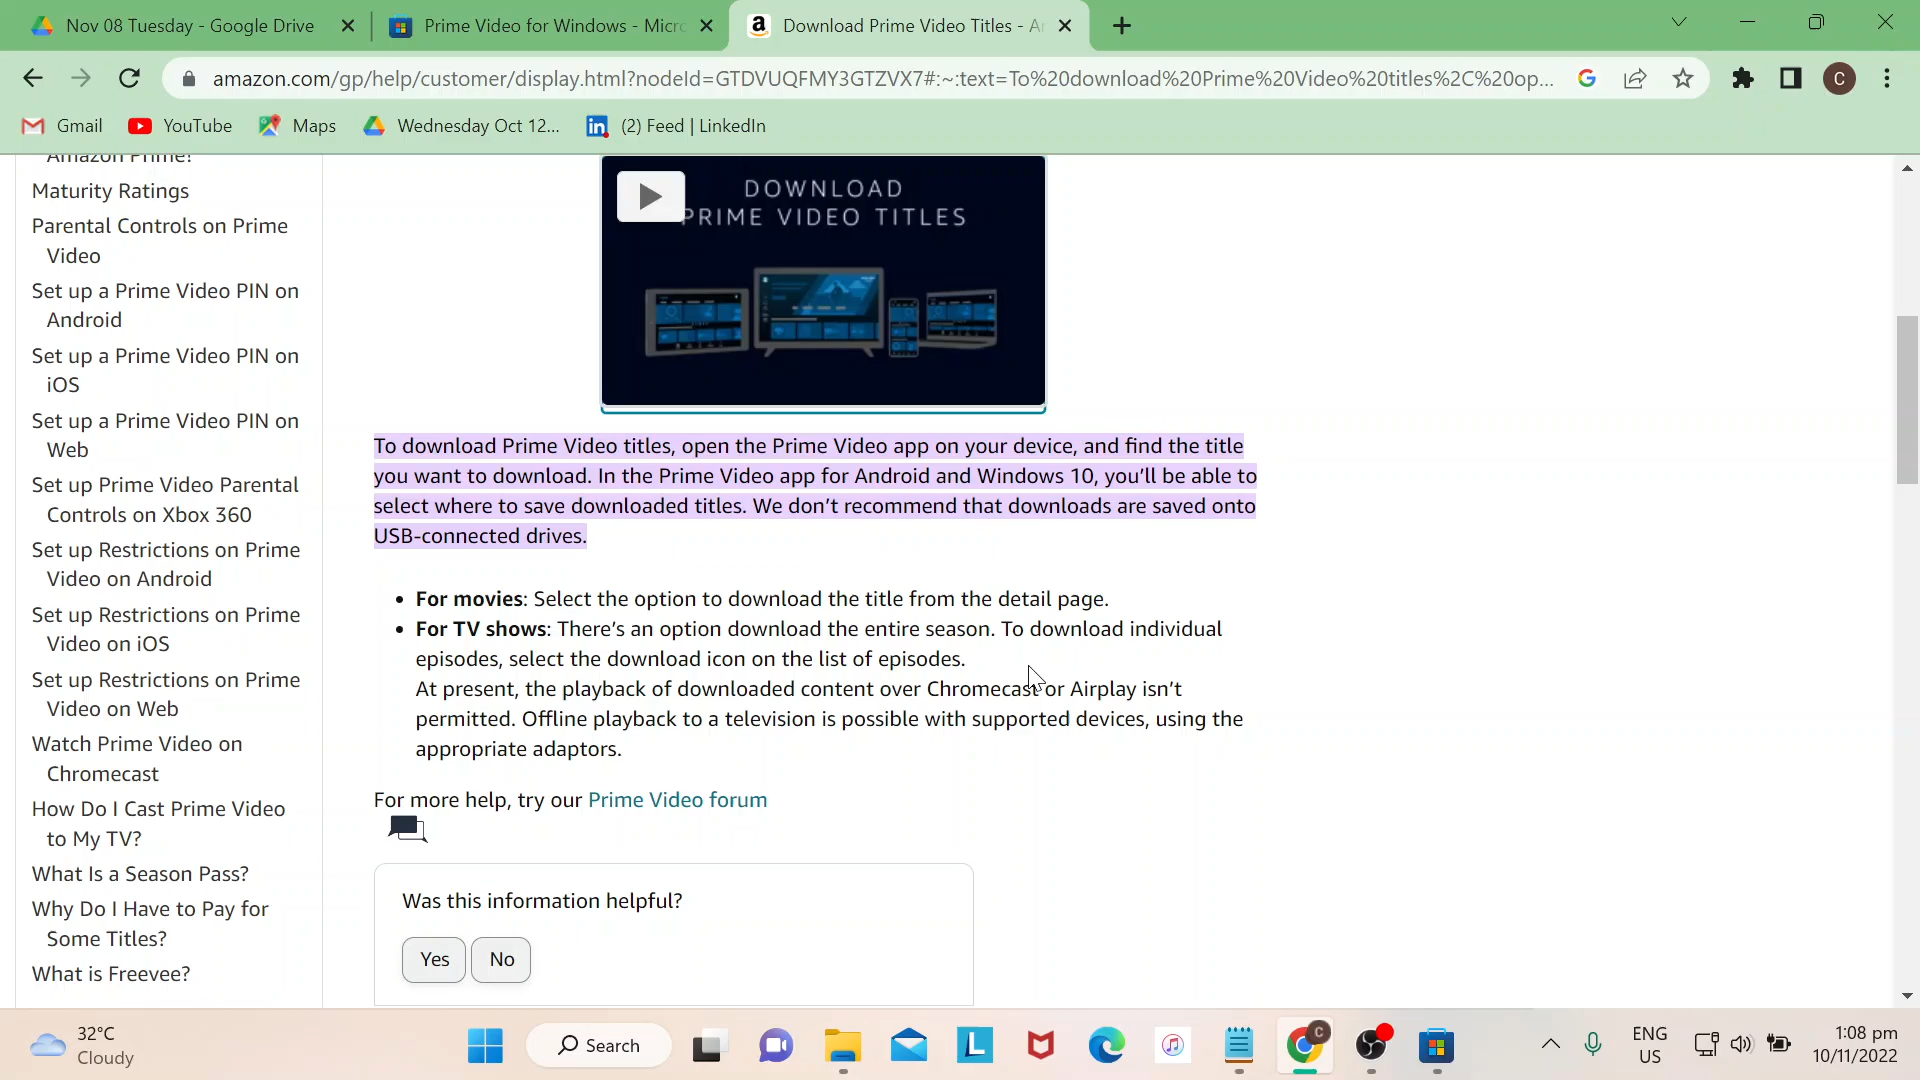 Nov 08 Tuesday - Google Drive
Prime Video for Windows - Micro
Download Prime Video Titles - A
amazon.com/gp/help/customer/display.html?nodeId=GTDVUQFMY3GTZVX7#:~:text=To%20download%20Prime%20Video%20titles%2C%20op...
C
Gmail
YouTube
Maps
Wednesday Oct 12...
(2) Feed | LinkedIn
Amazon Prime?
Maturity Ratings
Parental Controls on Prime
Video
Set up a Prime Video PIN on
Android
Set up a Prime Video PIN on
iOS
Set up a Prime Video PIN on
Web
Set up Prime Video Parental
Controls on Xbox 360
Set up Restrictions on Prime
Video on Android
Set up Restrictions on Prime
Video on iOS
Set up Restrictions on Prime
Video on Web
Watch Prime Video on
Chromecast
How Do I Cast Prime Video
to My TV?
What Is a Season Pass?
Why Do I Have to Pay for
Some Titles?
What is Freevee?
DOWNLOAD
PRIME VIDEO TITLES
To download Prime Video titles, open the Prime Video app on your device, and find the title
you want to download. In the Prime Video app for Android and Windows 10, you’ll be able to
select where to save downloaded titles. We don’t recommend that downloads are saved onto
USB-connected drives.
• For movies: Select the option to download the title from the detail page.
• For TV shows: There’s an option download the entire season. To download individual
episodes, select the download icon on the list of episodes.
At present, the playback of downloaded content over Chromecast or Airplay isn’t
permitted. Offline playback to a television is possible with supported devices, using the
appropriate adaptors.
For more help, try our Prime Video forum
Was this information helpful?
Yes
No
32°C
Cloudy
Search
L
C
ENG
US
1:08 pm
10/11/2022